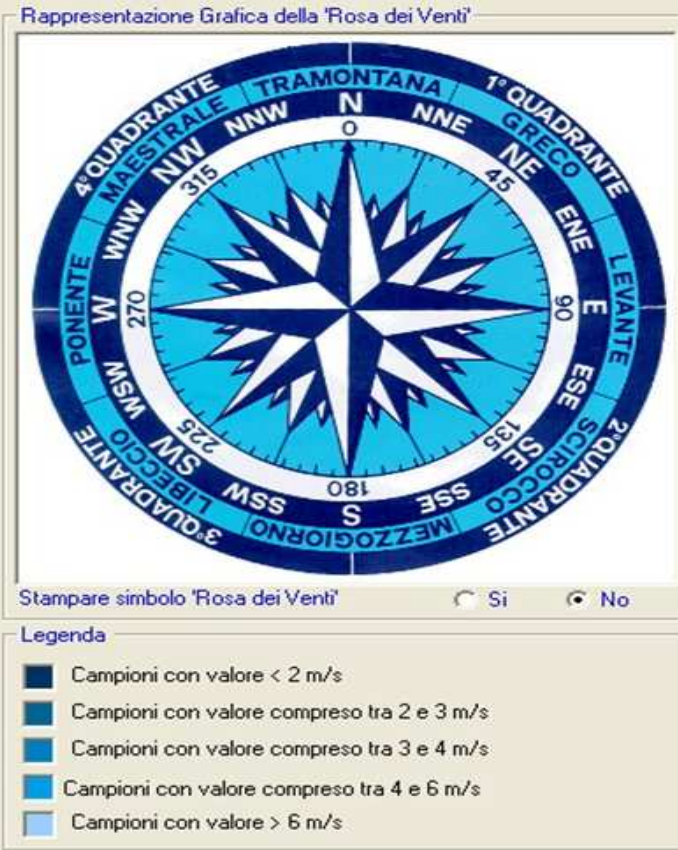 Rappresentazione Grafica della 'Rosa dei Venti'
4° QUADRANTE
1° QUADRANTE
MAESTRALE
TRAMONTANA
GRECO
NW
NNW
N
NNE
NE
315
0
45
WNW
ENE
PONENTE
W
270
90
E
LEVANTE
WSW
ESE
225
180
135
SW
SSW
S
SSE
SE
LIBECCIO
MEZZOGIORNO
SCIROCCO
3° QUADRANTE
2° QUADRANTE
Stampare simbolo 'Rosa dei Venti'
Si
No
Legenda
Campioni con valore < 2 m/s
Campioni con valore compreso tra 2 e 3 m/s
Campioni con valore compreso tra 3 e 4 m/s
Campioni con valore compreso tra 4 e 6 m/s
Campioni con valore > 6 m/s